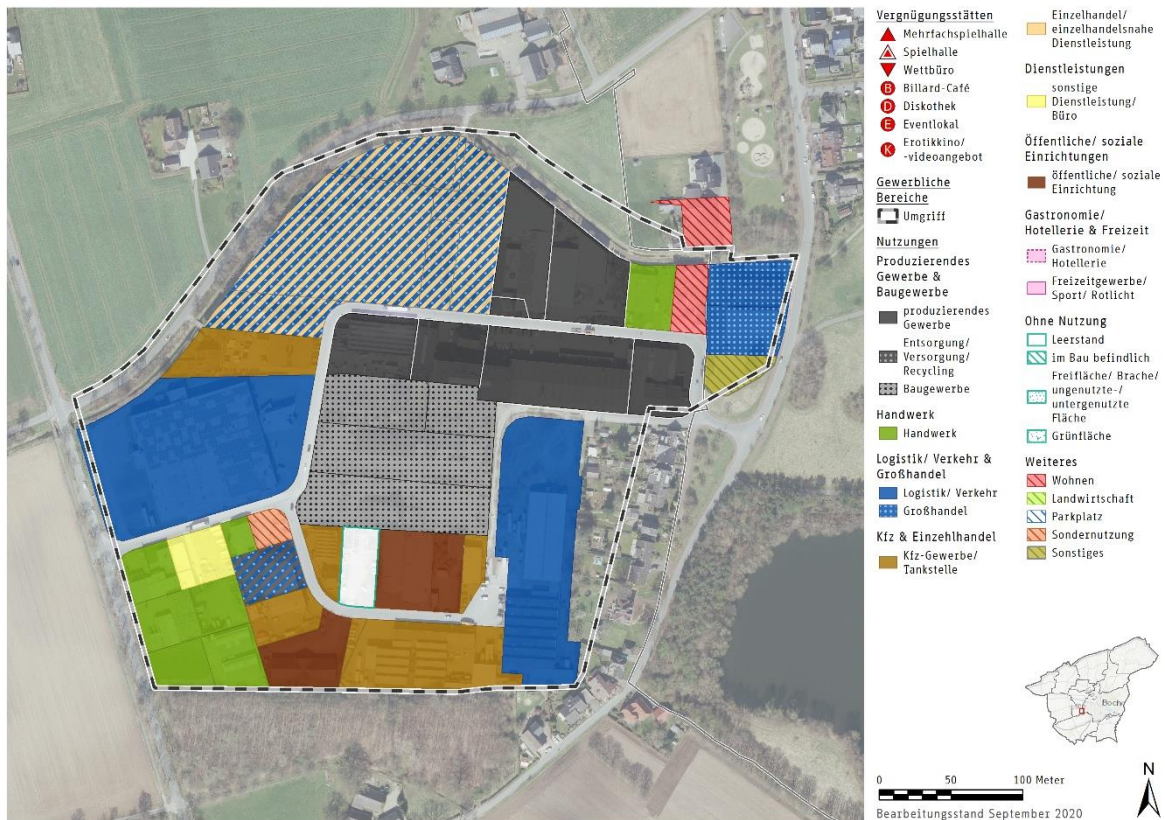 Vergnügungsstätten
Mehrfachspielhalle
Spielhalle
Wettbüro
B Billard-Café
D Diskothek
E Eventlokal
K Erotikkino/
-videoangebot
Gewerbliche
Bereiche
Umgriff
Nutzungen
Produzierendes
Gewerbe &
Baugewerbe
produzierendes
Gewerbe
Entsorgung/
Versorgung/
Recycling
Baugewerbe
Handwerk
Handwerk
Logistik/ Verkehr &
Großhandel
Logistik/ Verkehr
Großhandel
Kfz & Einzehlhandel
Kfz-Gewerbe/
Tankstelle
Einzelhandel/
einzelhandelsnahe
Dienstleistung
Dienstleistungen
sonstige
Dienstleistung/
Büro
Öffentliche/ soziale
Einrichtungen
öffentliche/ soziale
Einrichtung
Gastronomie/
Hotellerie & Freizeit
Gastronomie/
Hotellerie
Freizeitgewerbe/
Sport/ Rotlicht
Ohne Nutzung
Leerstand
im Bau befindlich
Freifläche/ Brache/
ungenutzte-/
untergenutzte
Fläche
Grünfläche
Weiteres
Wohnen
Landwirtschaft
Parkplatz
Sondernutzung
Sonstiges
0 50 100 Meter
N
Bearbeitungsstand September 2020